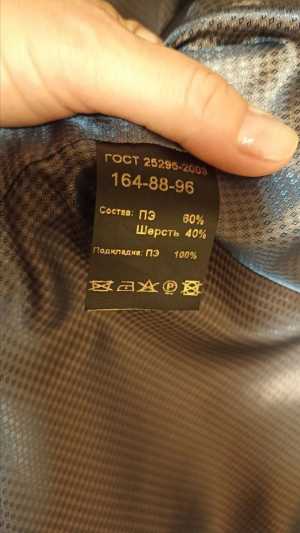 ГОСТ 25295-2003
164-88-96
Состав: ПЭ 60%
Шерсть 40%
Подкладка: ПЭ 100%